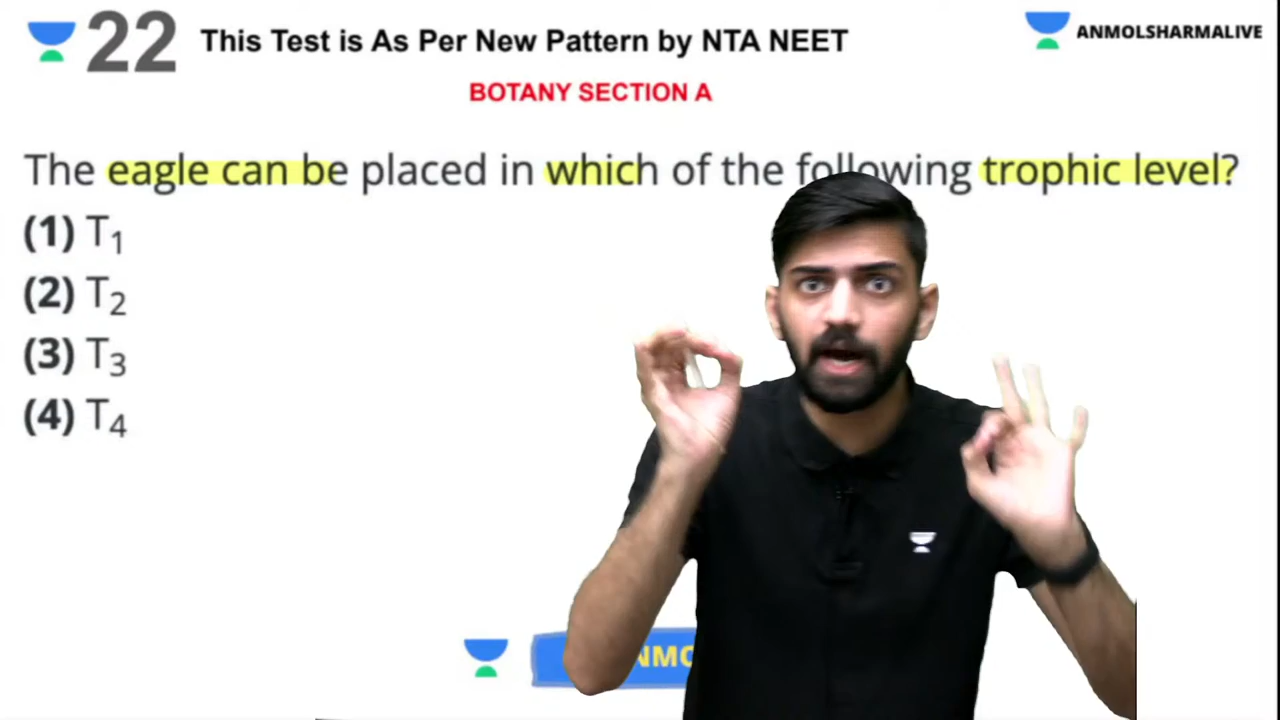 22 This Test is As Per New Pattern by NTA NEET
ANMOLSHARMALIVE
BOTANY SECTION A
The eagle can be placed in which of the following trophic level?
(1) T₁
(2) T₂
(3) T₃
(4) T₄